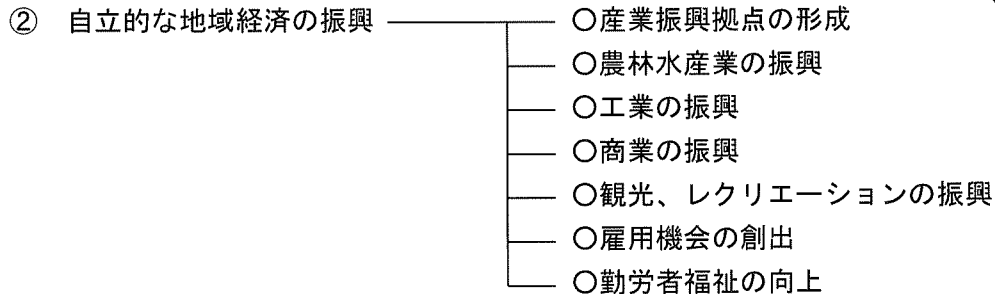 ② 自立的な地域経済の振興 ○産業振興拠点の形成
○農林水産業の振興
○工業の振興
○商業の振興
○観光、レクリエーションの振興
○雇用機会の創出
○勤労者福祉の向上